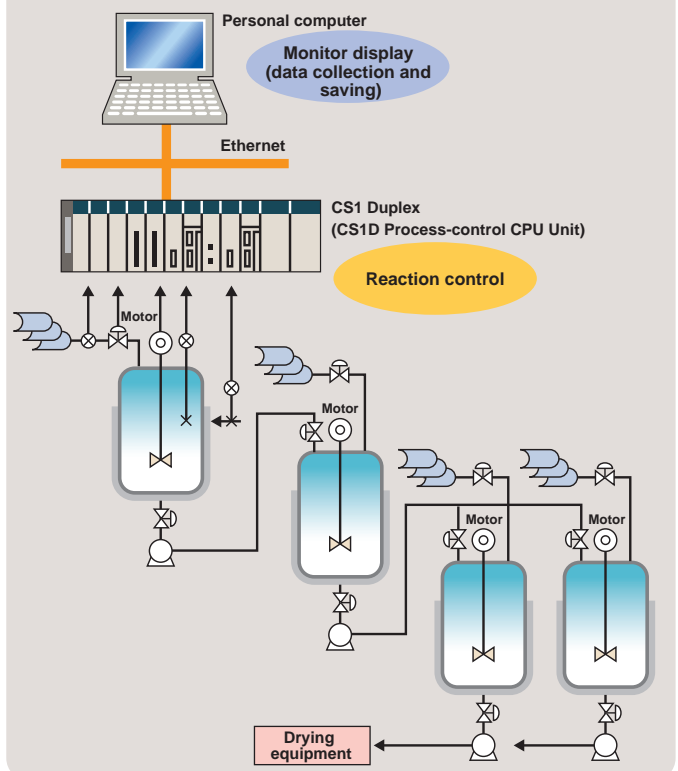 Personal computer
Monitor display
(data collection and
saving)
Ethernet
CS1 Duplex
(CS1D Process-control CPU Unit)
Reaction control
Motor
Motor
Motor
Motor
Drying
equipment